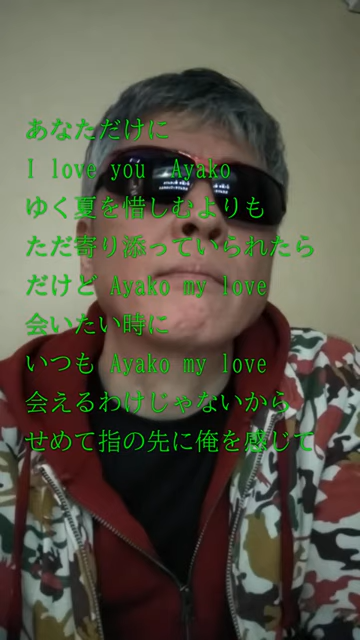 あなただけに
I love you  Ayako
ゆく夏を惜しむよりも
ただ寄り添っていられたら
だけど Ayako my love
会いたい時に
いつも Ayako my love
会えるわけじゃないから
せめて指の先に俺を感じて